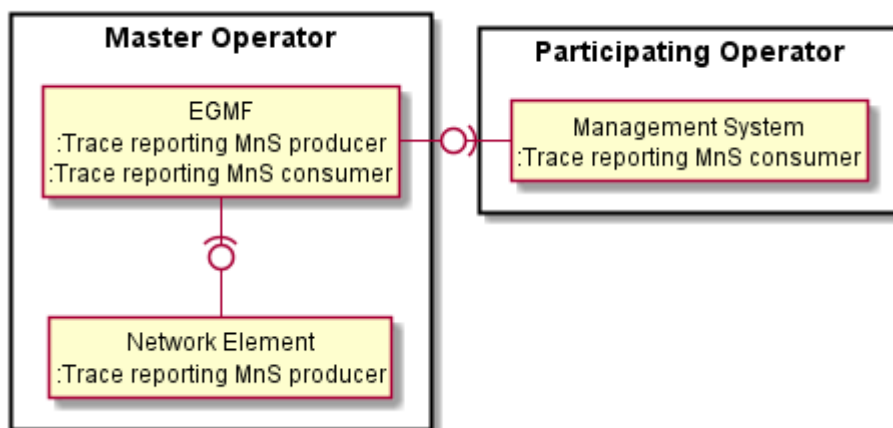 Master Operator
EGMF
:Trace reporting MnS producer
:Trace reporting MnS consumer
Network Element
:Trace reporting MnS producer
Participating Operator
Management System
:Trace reporting MnS consumer